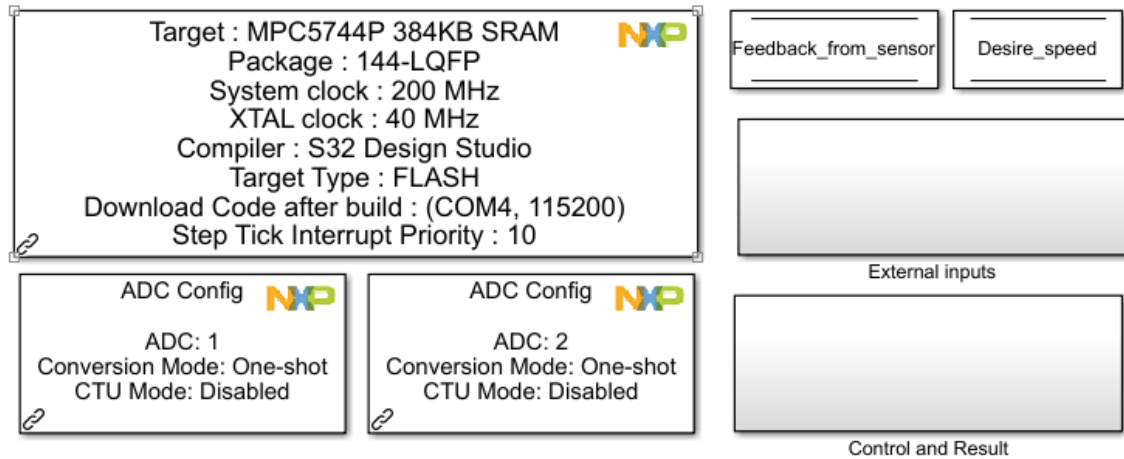 Target : MPC5744P 384KB SRAM
NXP
Package : 144-LQFP
System clock : 200 MHz
XTAL clock : 40 MHz
Compiler : S32 Design Studio
Target Type : FLASH
Download Code after build : (COM4, 115200)
Step Tick Interrupt Priority : 10
ADC Config
NXP
ADC: 1
Conversion Mode: One-shot
CTU Mode: Disabled
ADC Config
NXP
ADC: 2
Conversion Mode: One-shot
CTU Mode: Disabled
Feedback_from_sensor
Desire_speed
External inputs
Control and Result